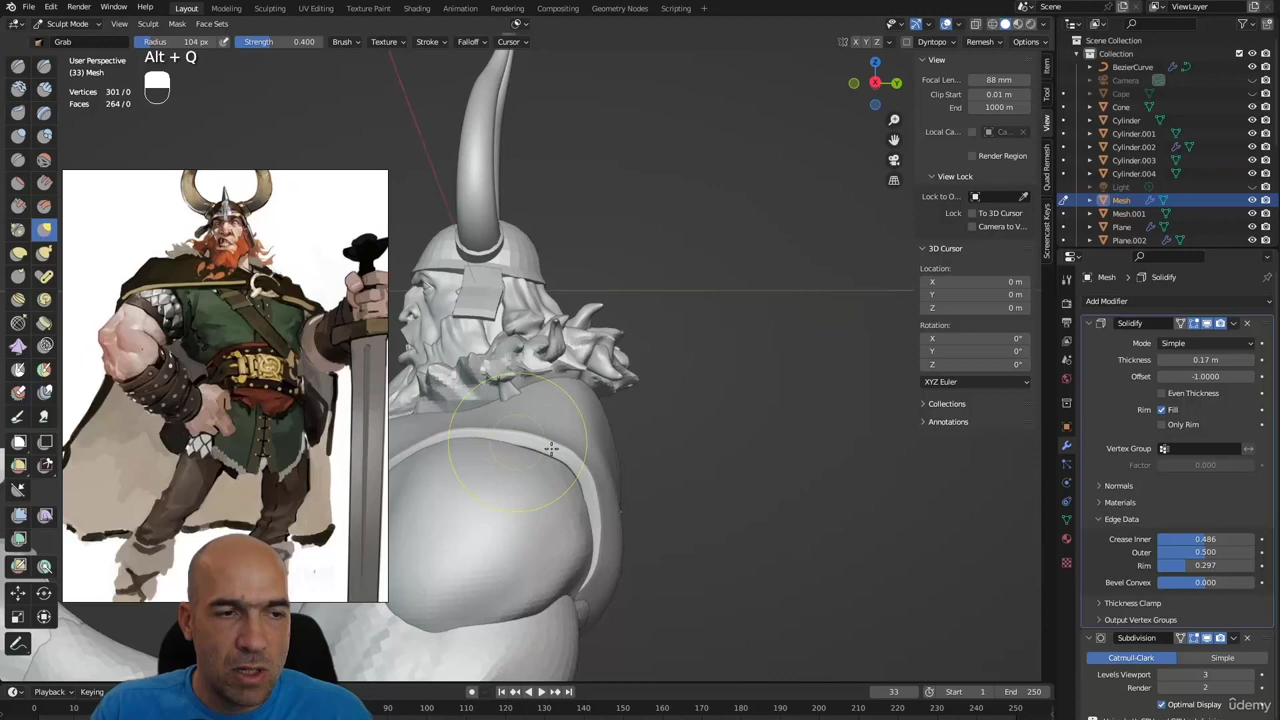 File Edit Render Window Help Layout Modeling Sculpting UV Editing Texture Paint Shading Animation Rendering Compositing Geometry Nodes Scripting + Scene ViewLayer
Sculpt Mode View Sculpt Mask Face Sets
Grab Radius 104 px Strength 0.400 Brush Texture Stroke Falloff Cursor X Y Z Dyntopo Remesh Options
Alt + Q
User Perspective
(33) Mesh
Vertices 301 / 0
Faces 264 / 0
Z
X
Y
View
Focal Len... 88 mm
Clip Start 0.01 m
End 1000 m
Local Ca... Ca...
Render Region
View Lock
Lock to O...
Lock To 3D Cursor
Camera to V...
3D Cursor
Location:
X 0 m
Y 0 m
Z 0 m
Rotation:
X 0°
Y 0°
Z 0°
XYZ Euler
Collections
Annotations
Item
Tool
View
Quad Remesh
Screencast Keys
Scene Collection
Collection
BezierCurve
Camera
Cape
Cone
Cylinder
Cylinder.001
Cylinder.002
Cylinder.003
Cylinder.004
Light
Mesh
Mesh.001
Plane
Plane.002
Mesh Solidify
Add Modifier
Solidify
Mode Simple
Thickness 0.17 m
Offset -1.0000
Even Thickness
Rim Fill
Only Rim
Vertex Group
Factor 0.000
Normals
Materials
Edge Data
Crease Inner 0.486
Outer 0.500
Rim 0.297
Bevel Convex 0.000
Thickness Clamp
Output Vertex Groups
Subdivision
Catmull-Clark Simple
Levels Viewport 3
Render 2
Optimal Display
Playback Keying 33 Start 1 End 250
0 10 20 90 100 110 120 130 140 150 160 170 180 190 200 210 220 230 240 250
udemy